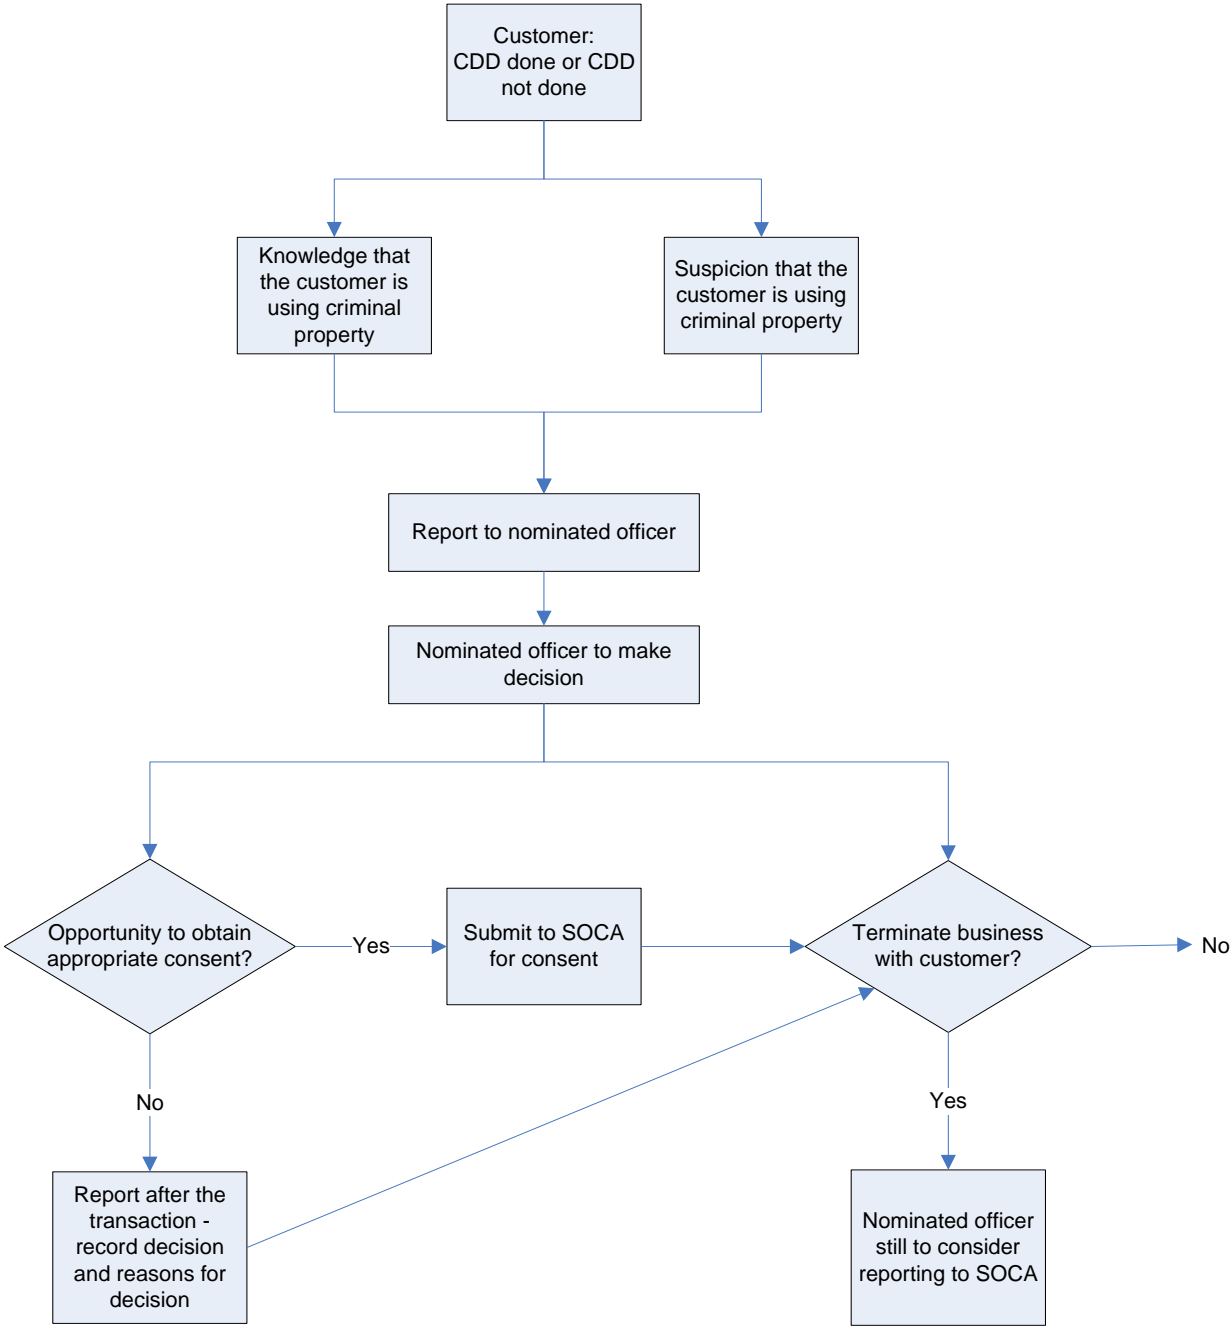 Customer:
CDD done or CDD
not done
Knowledge that
the customer is
using criminal
property
Suspicion that the
customer is using
criminal property
Report to nominated officer
Nominated officer to make
decision
Opportunity to obtain
appropriate consent?
Yes
Submit to SOCA
for consent
Terminate business
with customer?
No
No
Yes
Report after the
transaction -
record decision
and reasons for
decision
Nominated officer
still to consider
reporting to SOCA